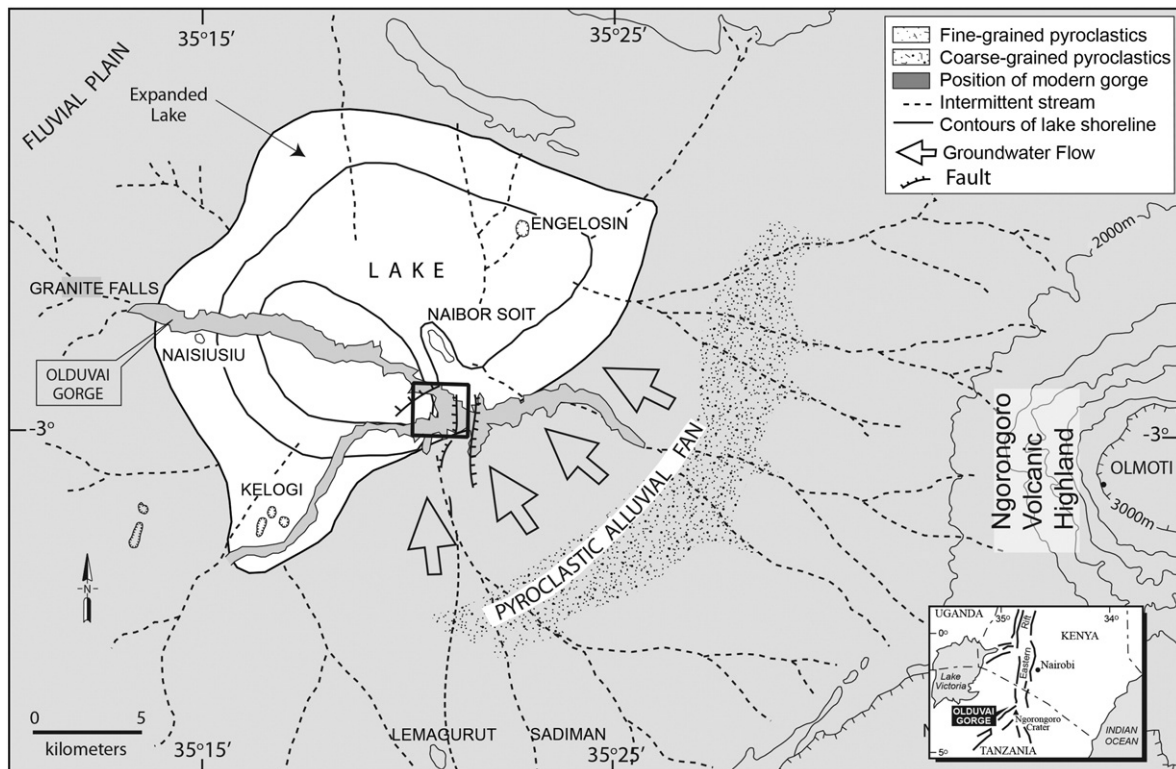 35°15'
35°25'
FLUVIAL PLAIN
Expanded
Lake
Fine-grained pyroclastics
Coarse-grained pyroclastics
Position of modern gorge
Intermittent stream
Contours of lake shoreline
Groundwater Flow
Fault
2000m
ENGELOSIN
LAKE
GRANITE FALLS
NAIBOR SOIT
NAISIUSIU
OLDUVAI
GORGE
-3°
-3°
OLMOTI
3000m
Ngorongoro
Volcanic
Highland
KELOGI
PYROCLASTIC ALLUVIAL FAN
-N-
0 5
kilometers
35°15'
LEMAGURUT
SADIMAN
35°25'
UGANDA
35°
34°
0°
Rift
KENYA
Eastern
Nairobi
Lake
Victoria
OLDUVAI
GORGE
Ngorongoro
Crater
INDIAN
OCEAN
5°
TANZANIA